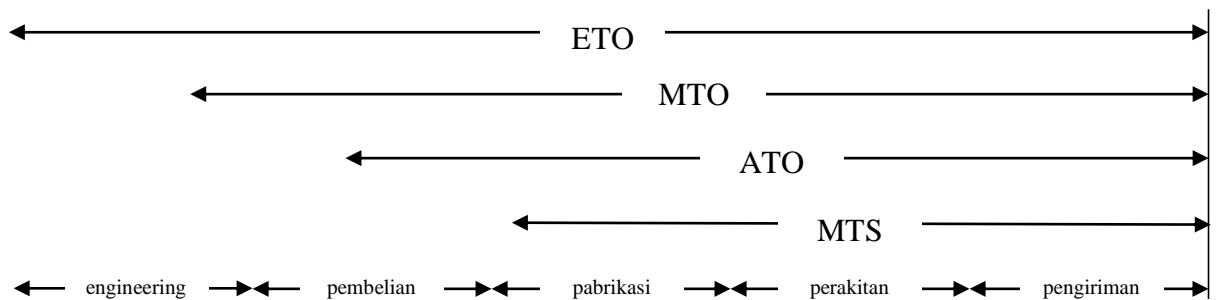 ETO
MTO
ATO
MTS
engineering pembelian pabrikasi perakitan pengiriman